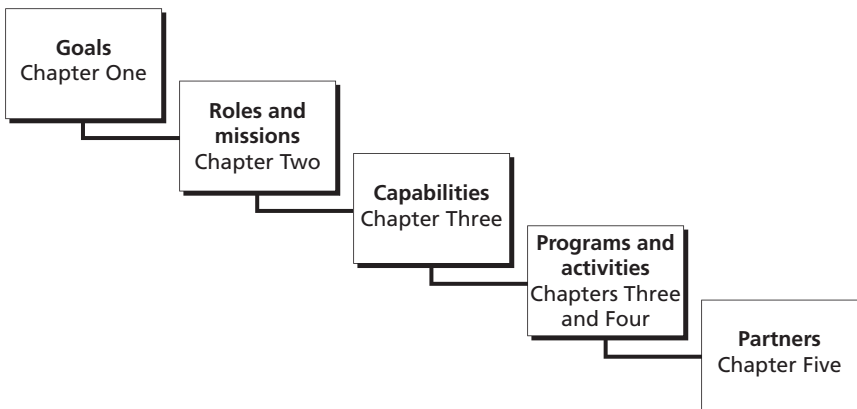 Goals
Chapter One
Roles and
missions
Chapter Two
Capabilities
Chapter Three
Programs and
activities
Chapters Three
and Four
Partners
Chapter Five